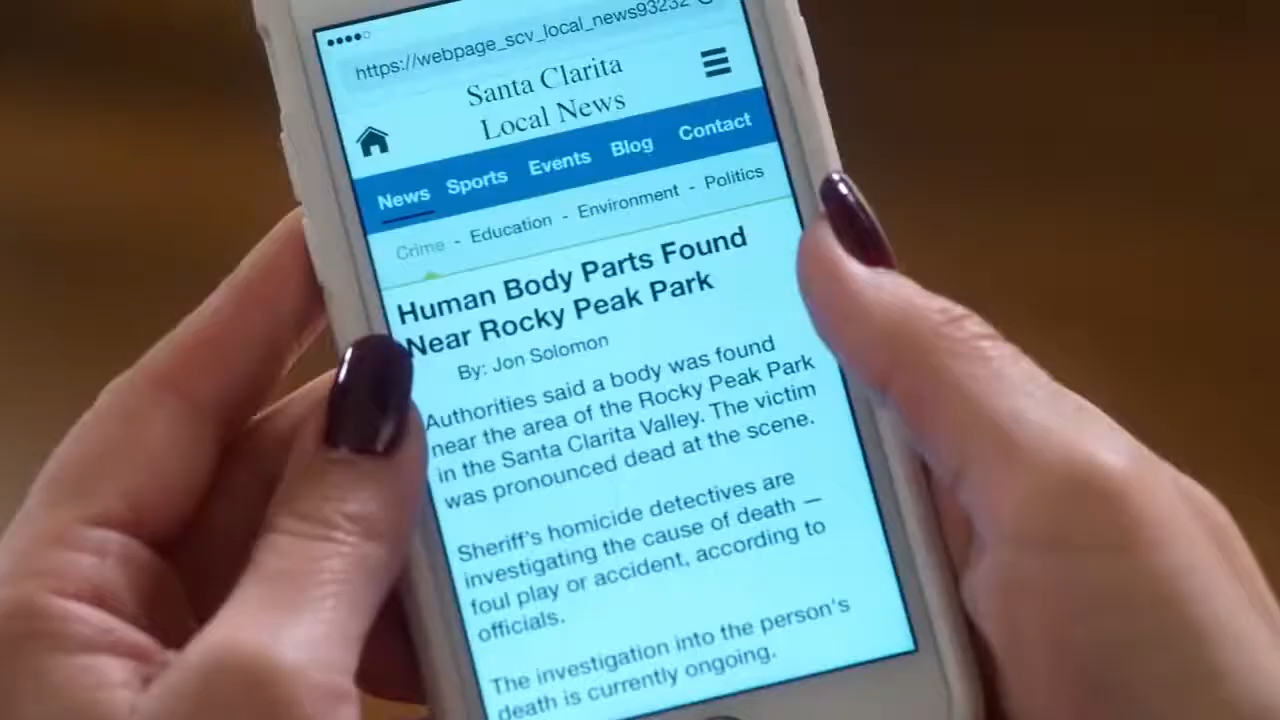 https://webpage_scv_local_news93232
Santa Clarita
Local News
News Sports Events Blog Contact
Crime - Education - Environment - Politics
Human Body Parts Found
Near Rocky Peak Park
By: Jon Solomon
Authorities said a body was found
near the area of the Rocky Peak Park
in the Santa Clarita Valley. The victim
was pronounced dead at the scene.
Sheriff's homicide detectives are
investigating the cause of death —
foul play or accident, according to
officials.
The investigation into the person's
death is currently ongoing.